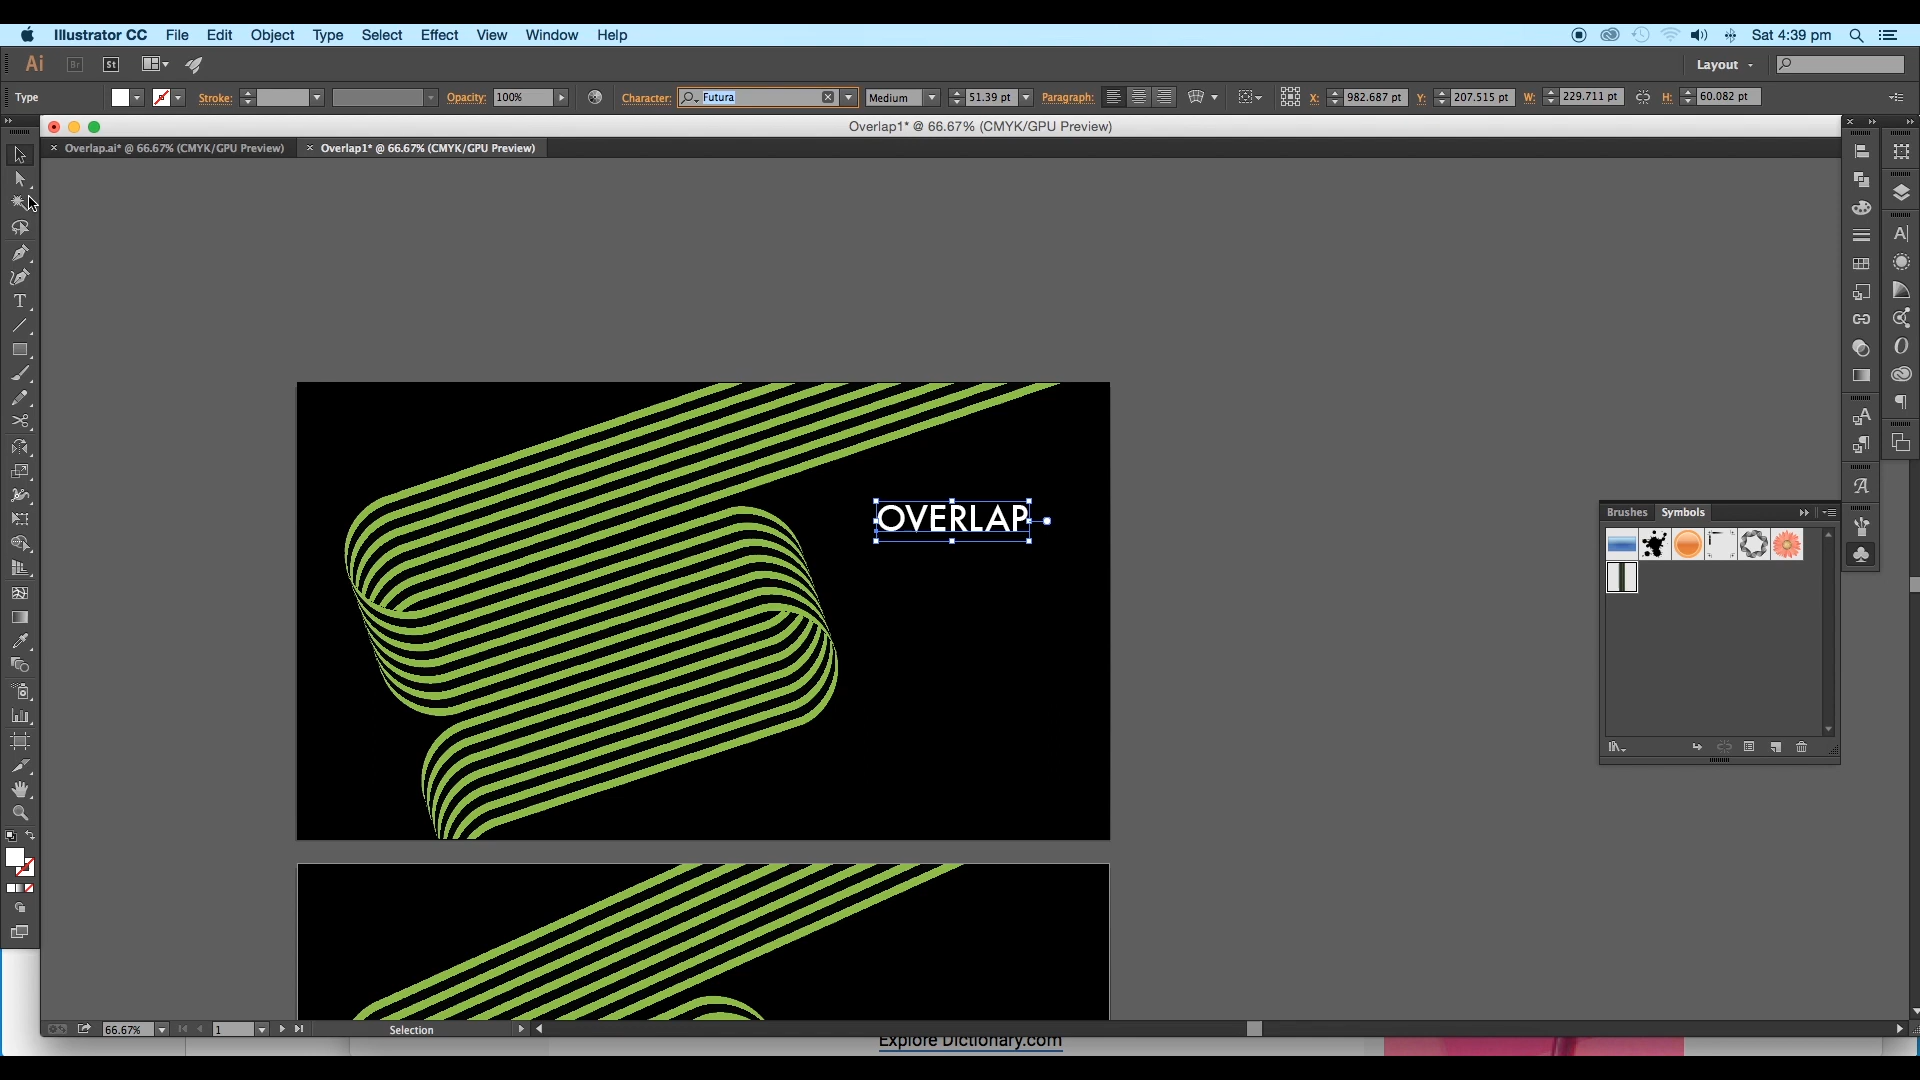 Illustrator CC File Edit Object Type Select Effect View Window Help Sat 4:39 pm
Ai Br St Layout
Type Stroke: Opacity: 100% Character: Futura Medium 51.39 pt Paragraph: X: 982.687 pt Y: 207.515 pt W: 229.711 pt H: 60.082 pt
Overlap1* @ 66.67% (CMYK/GPU Preview)
Overlap.ai* @ 66.67% (CMYK/GPU Preview) Overlap1* @ 66.67% (CMYK/GPU Preview)
OVERLAP
Brushes Symbols
66.67% 1 Selection
Explore Dictionary.com